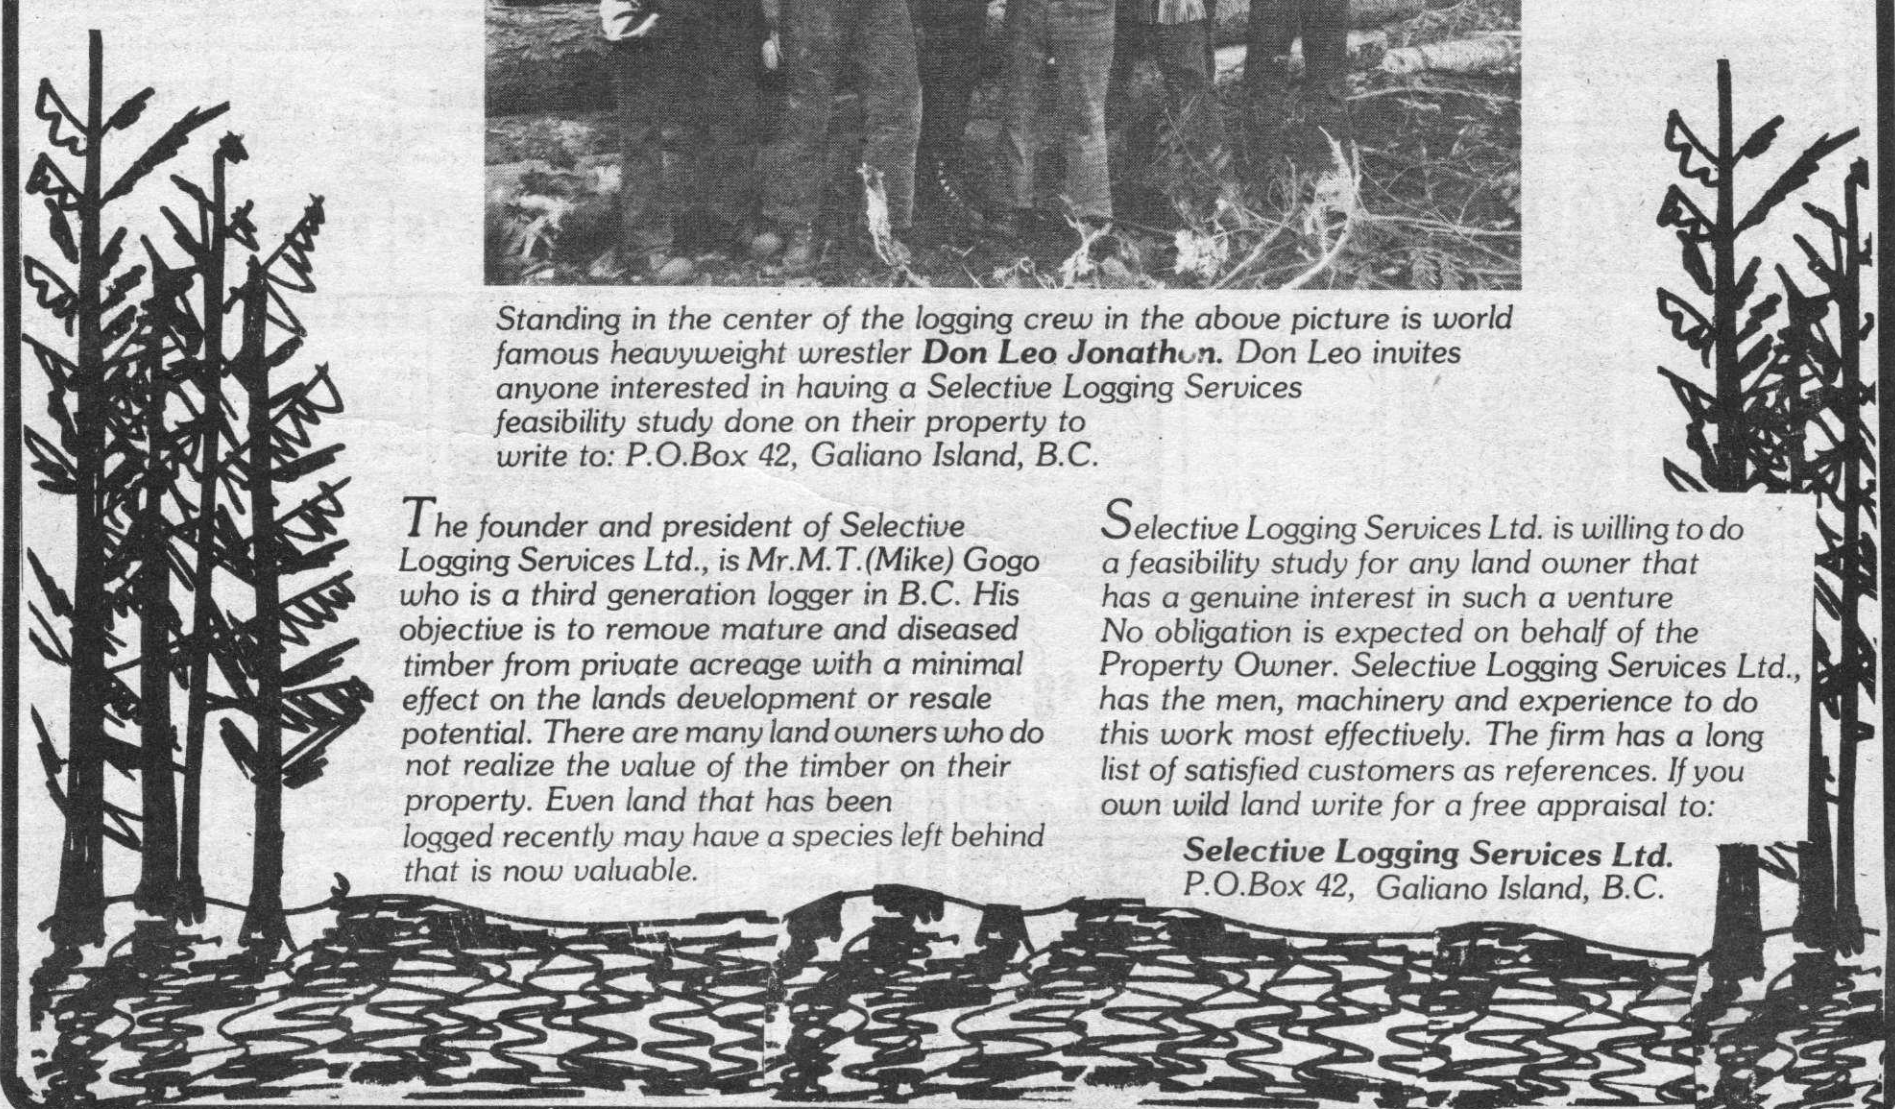 Standing in the center of the logging crew in the above picture is world
famous heavyweight wrestler Don Leo Jonathun. Don Leo invites
anyone interested in having a Selective Logging Services
feasibility study done on their property to
write to: P.O.Box 42, Galiano Island, B.C.
The founder and president of Selective
Logging Services Ltd., is Mr.M.T.(Mike) Gogo
who is a third generation logger in B.C. His
objective is to remove mature and diseased
timber from private acreage with a minimal
effect on the lands development or resale
potential. There are many land owners who do
not realize the value of the timber on their
property. Even land that has been
logged recently may have a species left behind
that is now valuable.
Selective Logging Services Ltd. is willing to do
a feasibility study for any land owner that
has a genuine interest in such a venture
No obligation is expected on behalf of the
Property Owner. Selective Logging Services Ltd.,
has the men, machinery and experience to do
this work most effectively. The firm has a long
list of satisfied customers as references. If you
own wild land write for a free appraisal to:
Selective Logging Services Ltd.
P.O.Box 42, Galiano Island, B.C.